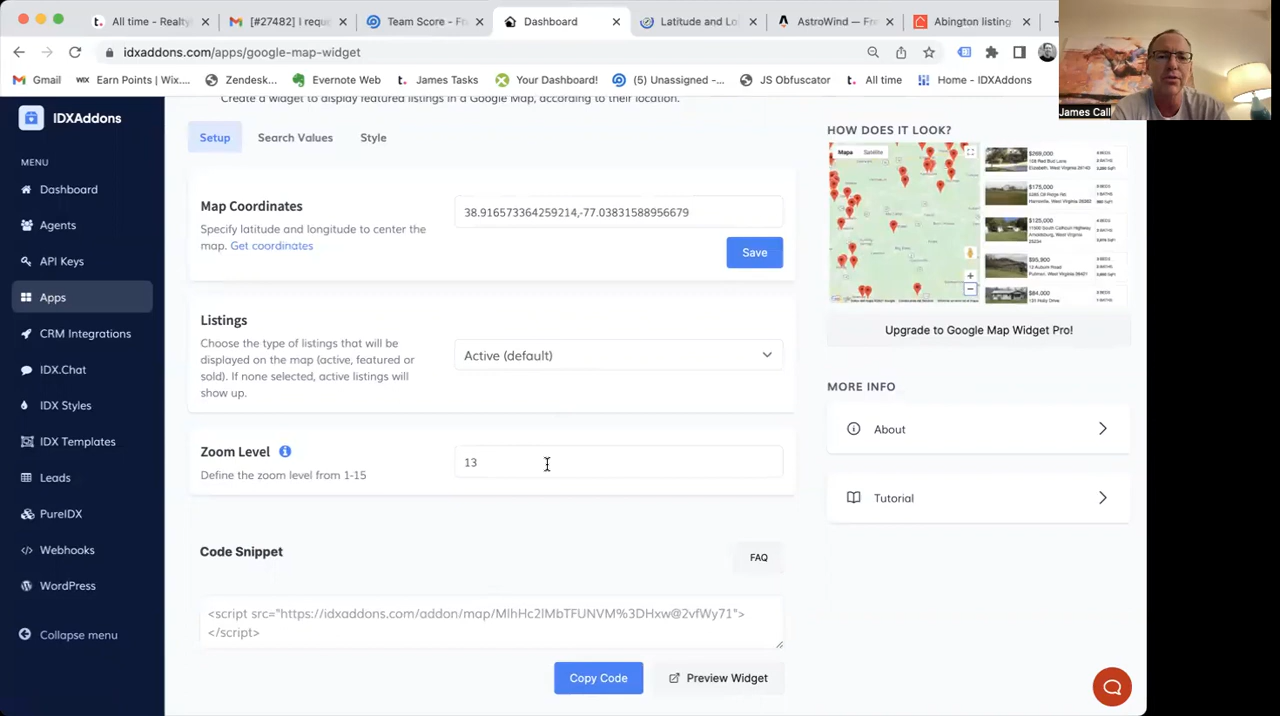 All time - Realty
[#27482] I reque
Team Score - Fra
Dashboard
Latitude and Lo
AstroWind — Fre
Abington listing
idxaddons.com/apps/google-map-widget
Gmail
WIX Earn Points | Wix....
Zendesk...
Evernote Web
t. James Tasks
Your Dashboard!
(5) Unassigned -...
JS Obfuscator
t. All time
Home - IDXAddons
James Call
IDXAddons
MENU
Dashboard
Agents
API Keys
Apps
CRM Integrations
IDX.Chat
IDX Styles
IDX Templates
Leads
PureIDX
Webhooks
WordPress
Collapse menu
Create a widget to display featured listings in a Google Map, according to their location.
Setup
Search Values
Style
Map Coordinates
Specify latitude and longitude to center the
map. Get coordinates
38.916573364259214,-77.03831588956679
Save
Listings
Choose the type of listings that will be
displayed on the map (active, featured or
sold). If none selected, active listings will
show up.
Active (default)
Zoom Level
Define the zoom level from 1-15
13
Code Snippet
FAQ
<script src="https://idxaddons.com/addon/map/MlhHc2lMbTFUNVM%3DHxw@2vfWy71">
</script>
Copy Code
Preview Widget
HOW DOES IT LOOK?
Mapa
$269,000
$175,000
$125,000
$95,900
$84,000
Upgrade to Google Map Widget Pro!
MORE INFO
About
Tutorial